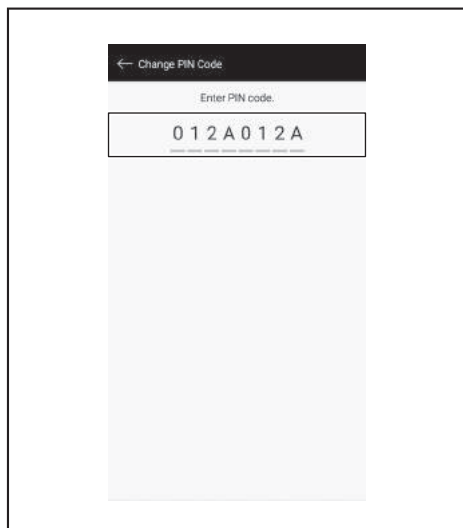 ← Change PIN Code
Enter PIN code.
0 1 2 A 0 1 2 A